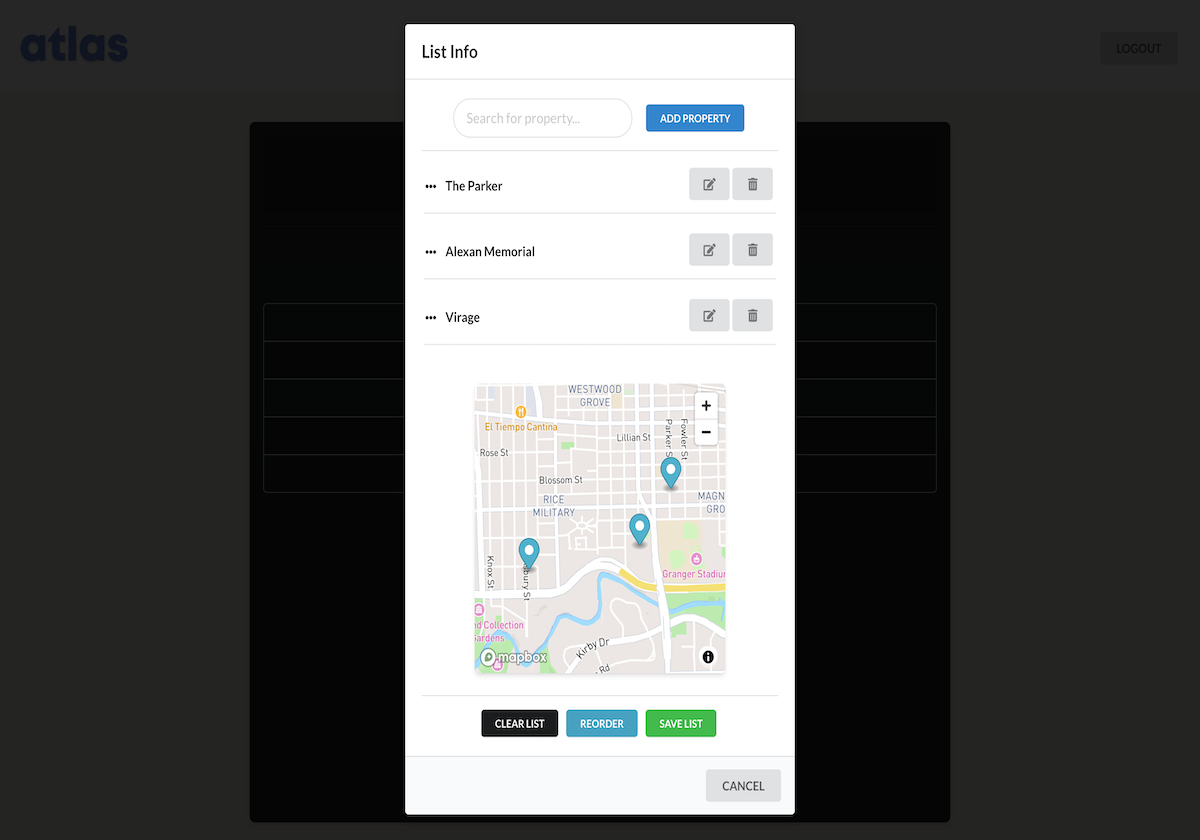 atlas
LOGOUT
List Info
Search for property...
ADD PROPERTY
The Parker
Alexan Memorial
Virage
WESTWOOD
GROVE
El Tiempo Cantina
Lillian St
Parker S
Fowler St
Rose St
Blossom St
RICE
MILITARY
MAGN
GRO
Knox St
bury St
Granger Stadiu
nd Collection
Gardens
Kirby Dr
Rd
mapbox
CLEAR LIST
REORDER
SAVE LIST
CANCEL